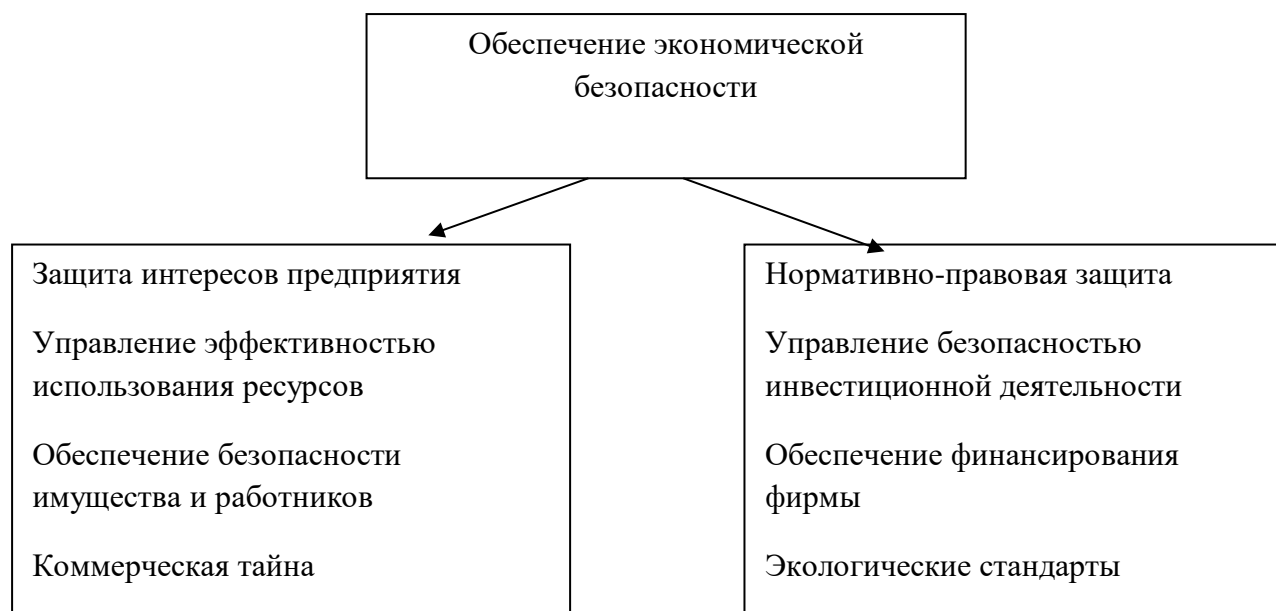 Обеспечение экономической
безопасности
Защита интересов предприятия
Управление эффективностью
использования ресурсов
Обеспечение безопасности
имущества и работников
Коммерческая тайна
Нормативно-правовая защита
Управление безопасностью
инвестиционной деятельности
Обеспечение финансирования
фирмы
Экологические стандарты